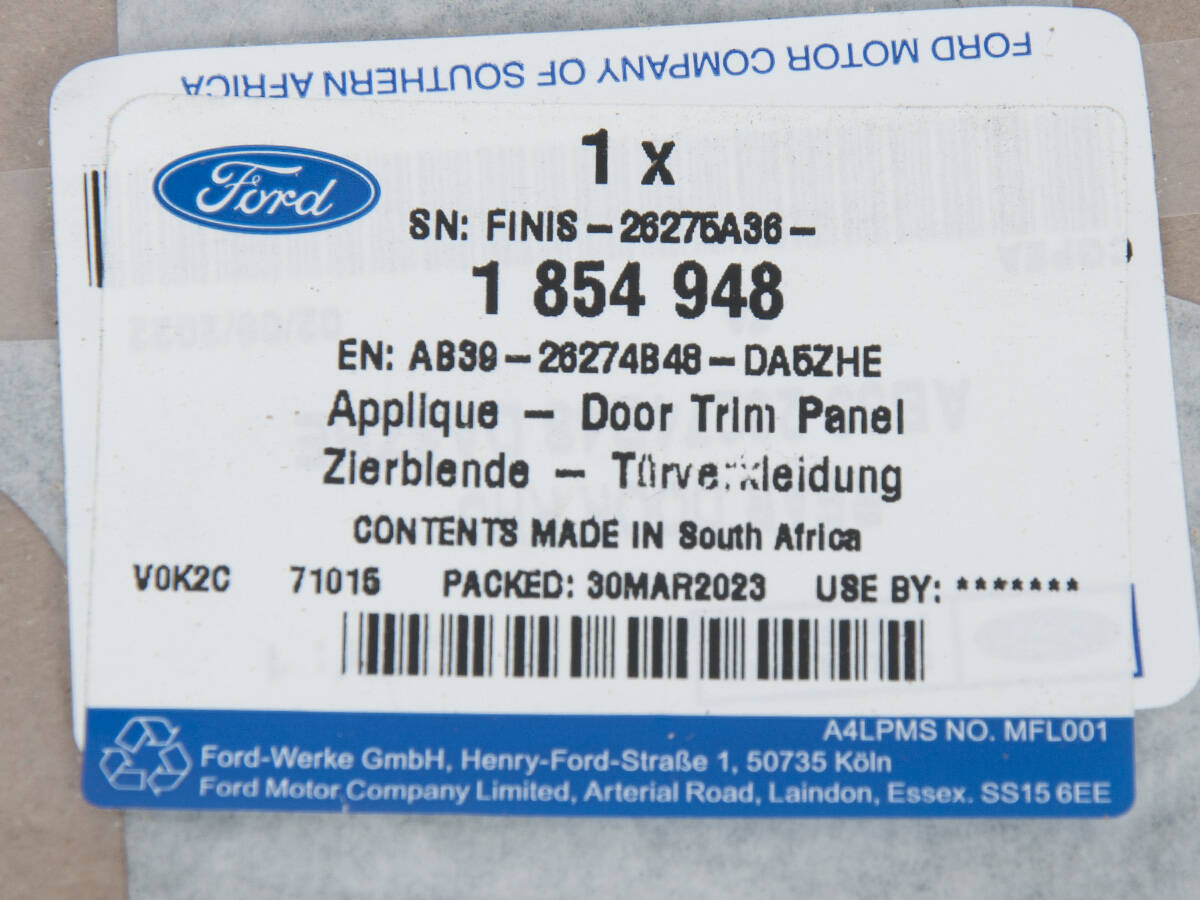 FORD MOTOR COMPANY OF SOUTHERN AFRICA
Ford
1 x
SN: FINIS-26275A36-
1 854 948
EN: AB39-26274B48-DA5ZHE
Applique - Door Trim Panel
Zierblende - Türverkleidung
CONTENTS MADE IN South Africa
V0K2C 71015 PACKED: 30MAR2023 USE BY: *******
A4LPMS NO. MFL001
Ford-Werke GmbH, Henry-Ford-Straße 1, 50735 Köln
Ford Motor Company Limited, Arterial Road, Laindon, Essex. SS15 6EE